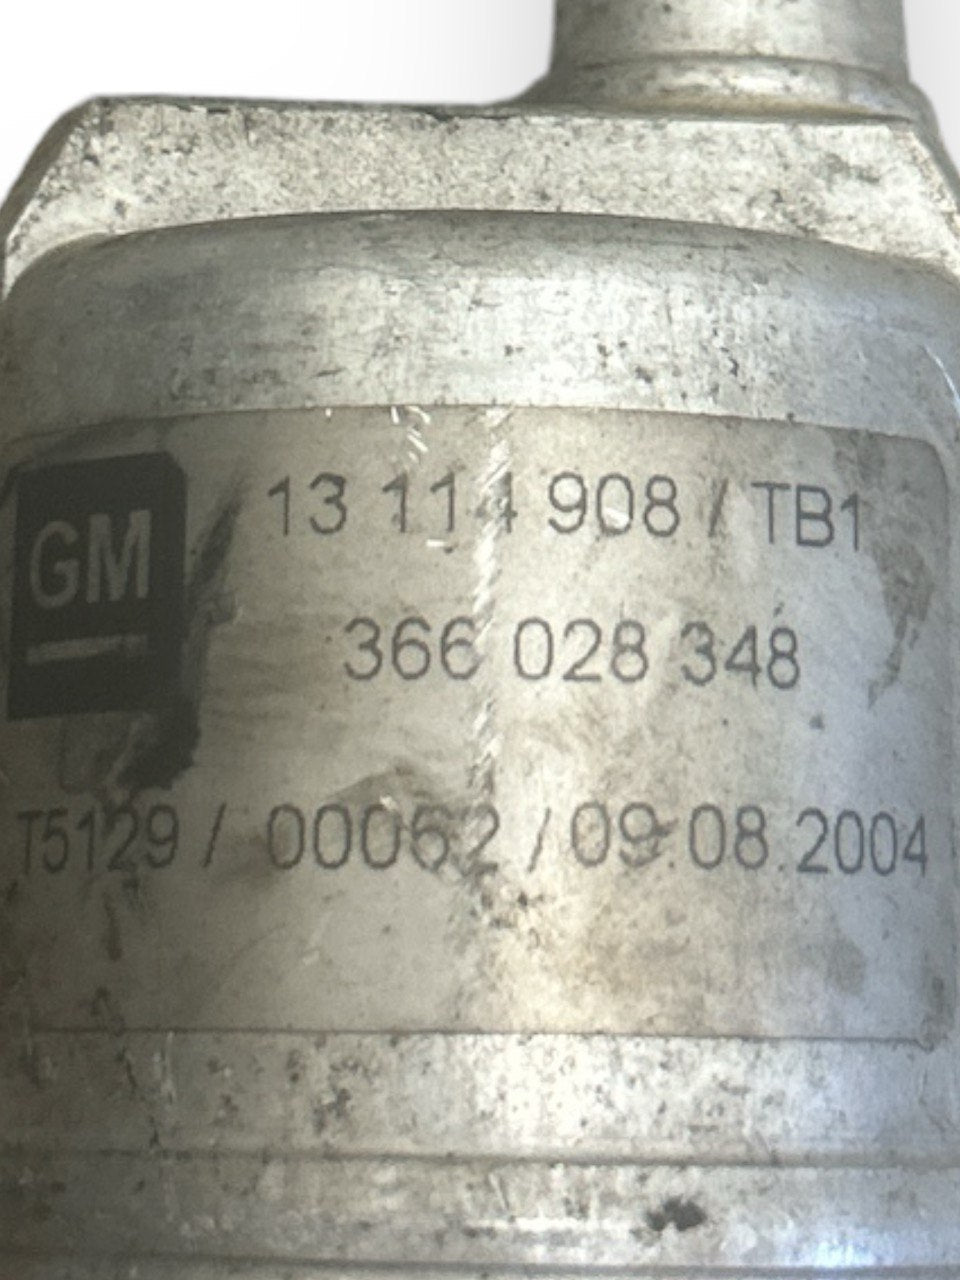 GM
13 114 908 / TB1
366 028 348
T5129 / 00062 / 09.08.2004